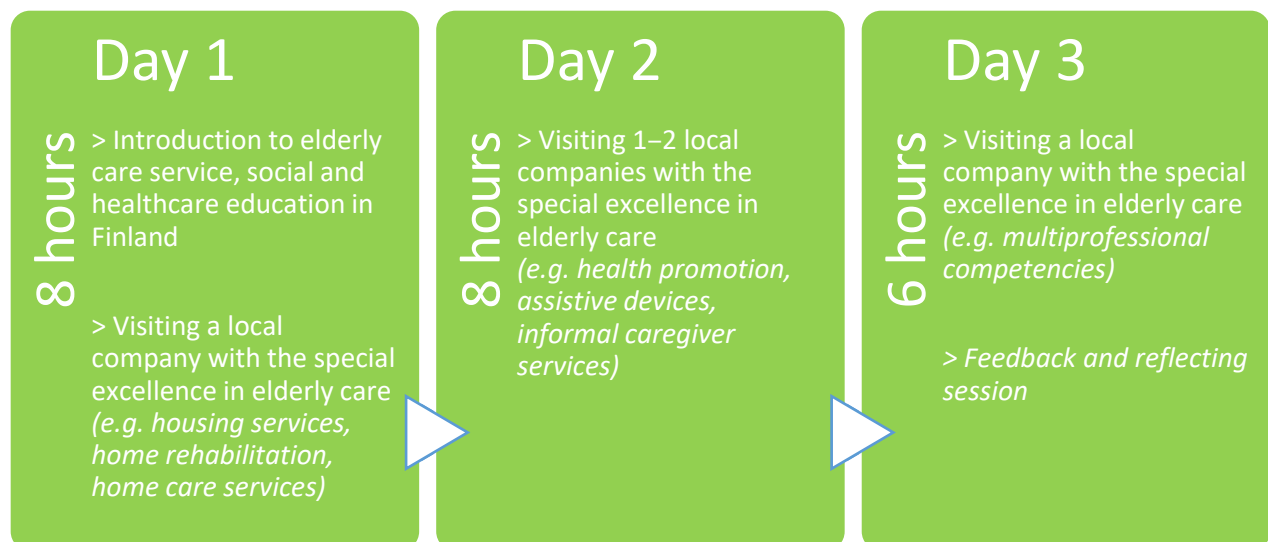 Day 1
8 hours
> Introduction to elderly
care service, social and
healthcare education in
Finland
> Visiting a local
company with the special
excellence in elderly care
(e.g. housing services,
home rehabilitation,
home care services)
Day 2
8 hours
> Visiting 1–2 local
companies with the
special excellence in
elderly care
(e.g. health promotion,
assistive devices,
informal caregiver
services)
Day 3
6 hours
> Visiting a local
company with the special
excellence in elderly care
(e.g. multiprofessional
competencies)
> Feedback and reflecting
session